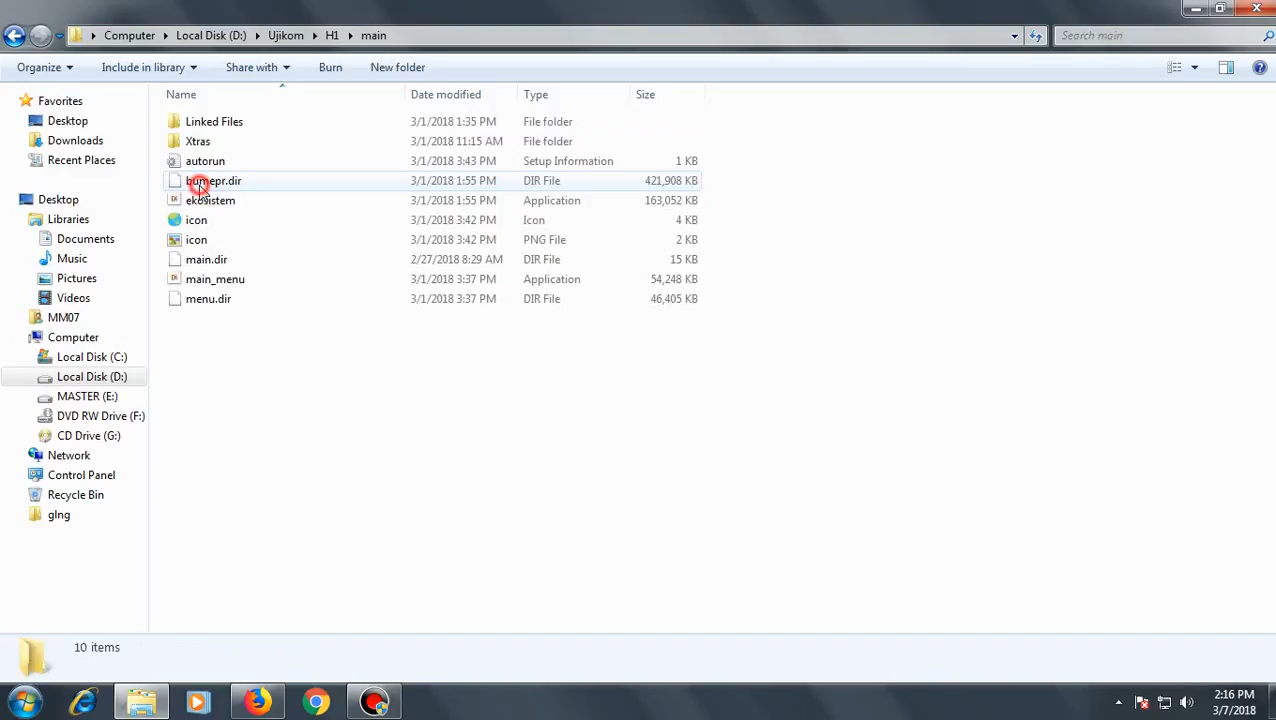 Computer Local Disk (D:) Ujikom H1 main Search main
Organize Include in library Share with Burn New folder
Name Date modified Type Size
Favorites
Desktop
Downloads
Recent Places
Desktop
Libraries
Documents
Music
Pictures
Videos
MM07
Computer
Local Disk (C:)
Local Disk (D:)
MASTER (E:)
DVD RW Drive (F:)
CD Drive (G:)
Network
Control Panel
Recycle Bin
glng
Linked Files 3/1/2018 1:35 PM File folder
Xtras 3/1/2018 11:15 AM File folder
autorun 3/1/2018 3:43 PM Setup Information 1 KB
3/1/2018 1:55 PM DIR File 421,908 KB
ekosistem 3/1/2018 1:55 PM Application 163,052 KB
icon 3/1/2018 3:42 PM Icon 4 KB
icon 3/1/2018 3:42 PM PNG File 2 KB
main.dir 2/27/2018 8:29 AM DIR File 15 KB
main_menu 3/1/2018 3:37 PM Application 54,248 KB
menu.dir 3/1/2018 3:37 PM DIR File 46,405 KB
10 items
2:16 PM
3/7/2018